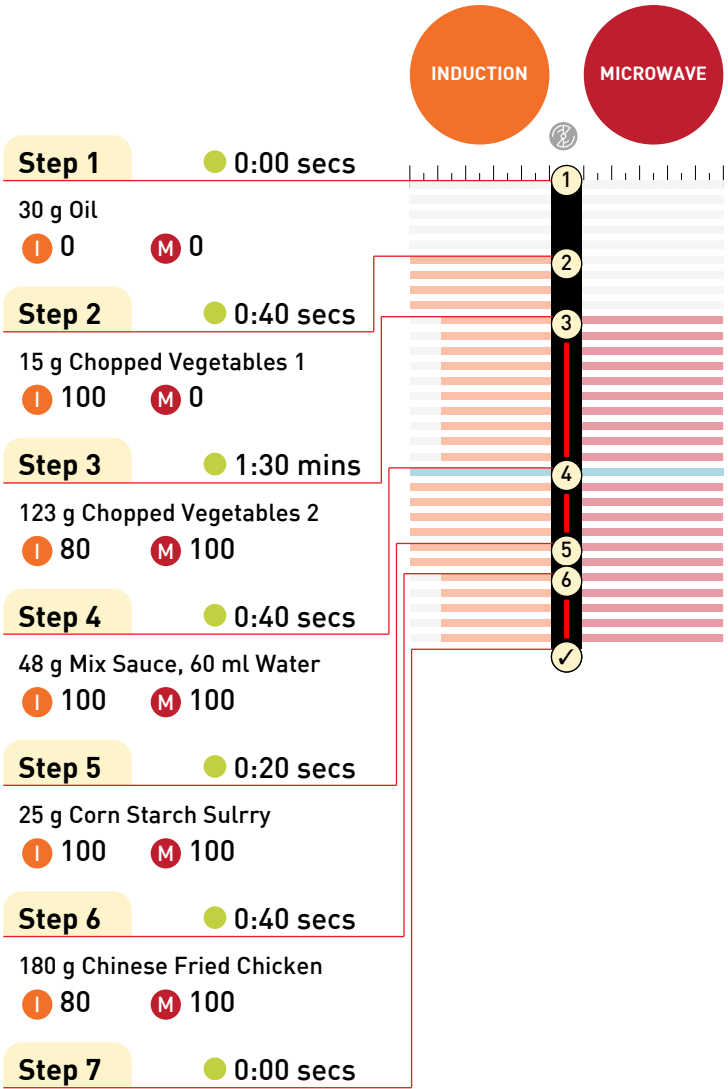 INDUCTION
MICROWAVE
Step 1 0:00 secs
30 g Oil
I 0 M 0
Step 2 0:40 secs
15 g Chopped Vegetables 1
I 100 M 0
Step 3 1:30 mins
123 g Chopped Vegetables 2
I 80 M 100
Step 4 0:40 secs
48 g Mix Sauce, 60 ml Water
I 100 M 100
Step 5 0:20 secs
25 g Corn Starch Sulrry
I 100 M 100
Step 6 0:40 secs
180 g Chinese Fried Chicken
I 80 M 100
Step 7 0:00 secs
1
2
3
4
5
6
✓